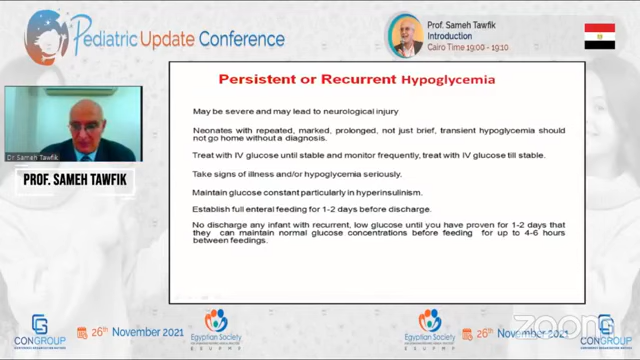 Pediatric Update Conference
Prof. Sameh Tawfik
Introduction
Cairo Time 19:00 - 19:10
Persistent or Recurrent Hypoglycemia
May be severe and may lead to neurological injury
Neonates with repeated, marked, prolonged, not just brief, transient hypoglycemia should
not go home without a diagnosis.
Treat with IV glucose until stable and monitor frequently, treat with IV glucose till stable.
Take signs of illness and/or hypoglycemia seriously.
Maintain glucose constant particularly in hyperinsulinism.
Establish full enteral feeding for 1-2 days before discharge.
No discharge any infant with recurrent, low glucose until you have proven for 1-2 days that
they can maintain normal glucose concentrations before feeding for up to 4-6 hours
between feedings.
Dr Sameh Tawfik
PROF. SAMEH TAWFIK
zoom
CONGROUP
26th November 2021
Egyptian Society
Egyptian Society
26th November 2021
CONGROUP